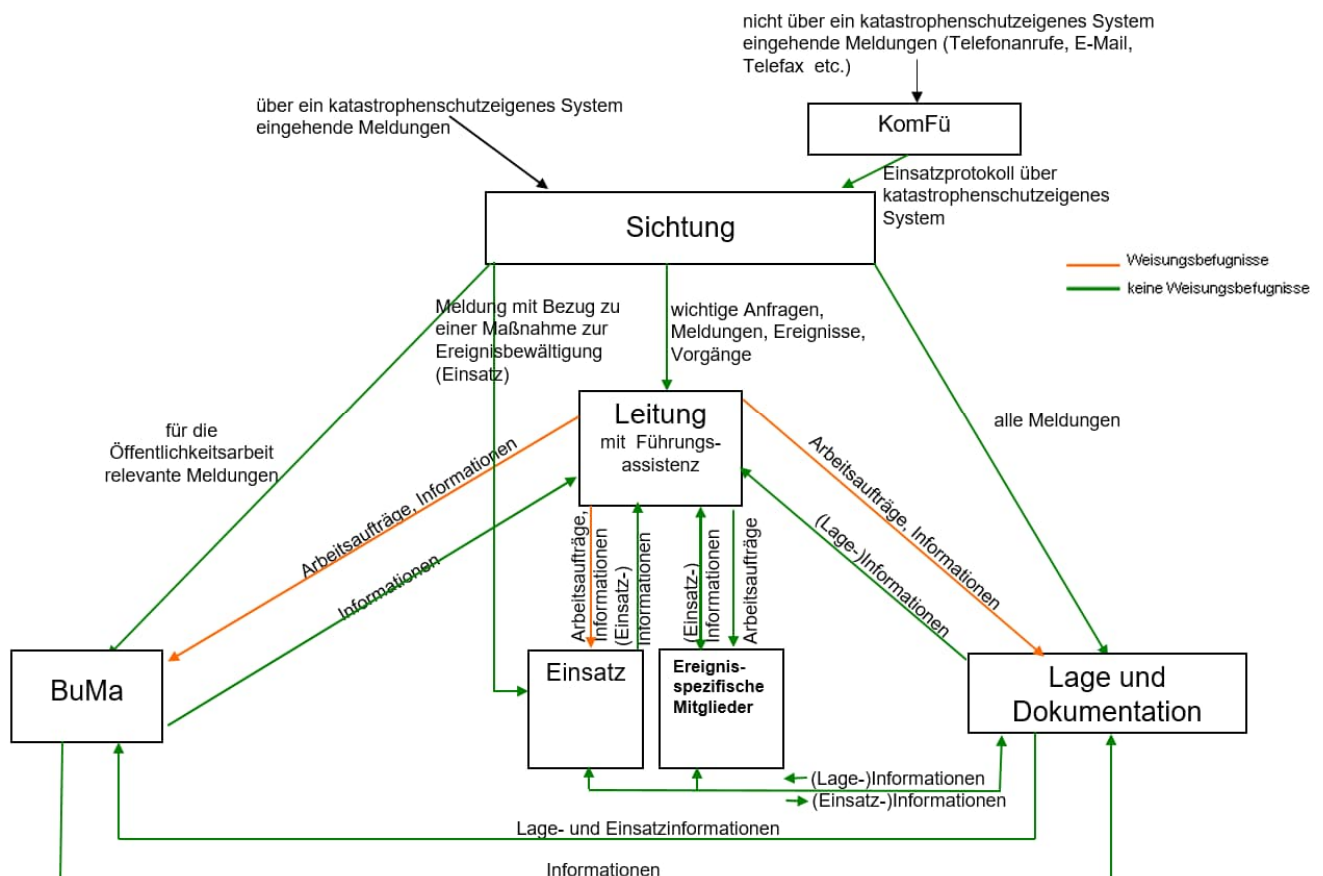 nicht über ein katastrophenschutzeigenes System
eingehende Meldungen (Telefonanrufe, E-Mail,
Telefax etc.)
über ein katastrophenschutzeigenes System
eingehende Meldungen
KomFü
Einsatzprotokoll über
katastrophenschutzeigenes
System
Sichtung
Weisungsbefugnisse
keine Weisungsbefugnisse
Meldung mit Bezug zu
einer Maßnahme zur
Ereignisbewältigung
(Einsatz)
wichtige Anfragen,
Meldungen, Ereignisse,
Vorgänge
für die
Öffentlichkeitsarbeit
relevante Meldungen
Leitung
mit Führungs-
assistenz
alle Meldungen
Arbeitsaufträge, Informationen
Informationen
Arbeitsaufträge,
Informationen
(Einsatz-)
Informationen
(Einsatz-)
Informationen
Arbeitsaufträge
Arbeitsaufträge, Informationen
(Lage-)Informationen
BuMa
Einsatz
Ereignis-
spezifische
Mitglieder
Lage und
Dokumentation
(Lage-)Informationen
(Einsatz-)Informationen
Lage- und Einsatzinformationen
Informationen